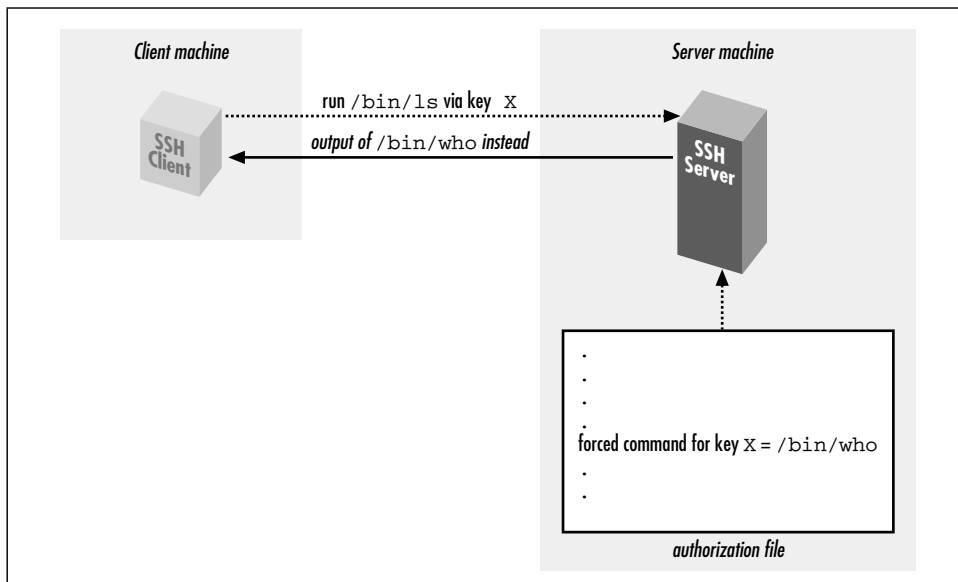 Client machine
Server machine
run /bin/ls via key X
output of /bin/who instead
SSH
Client
SSH
Server
.
.
.
.
forced command for key X = /bin/who
.
.
authorization file